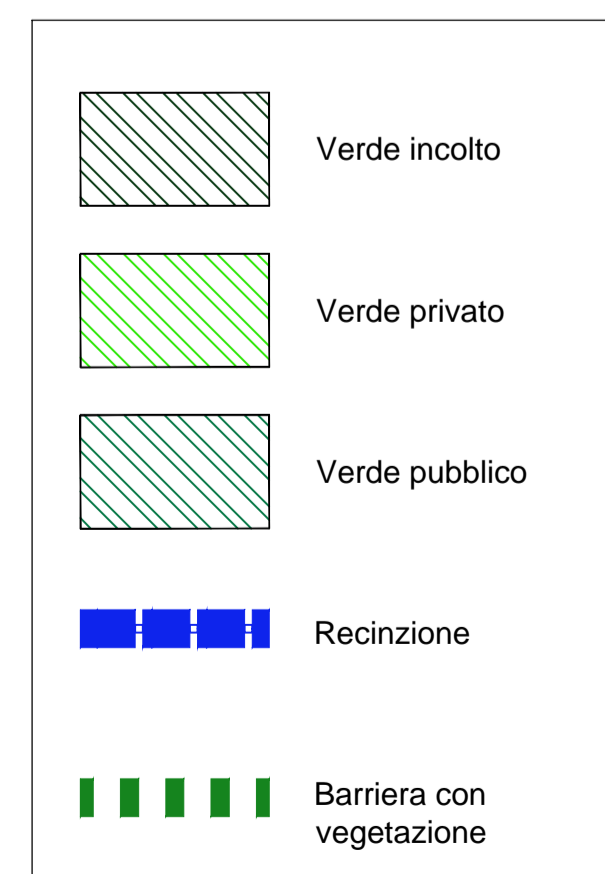 Verde incolto
Verde privato
Verde pubblico
Recinzione
Barriera con
vegetazione